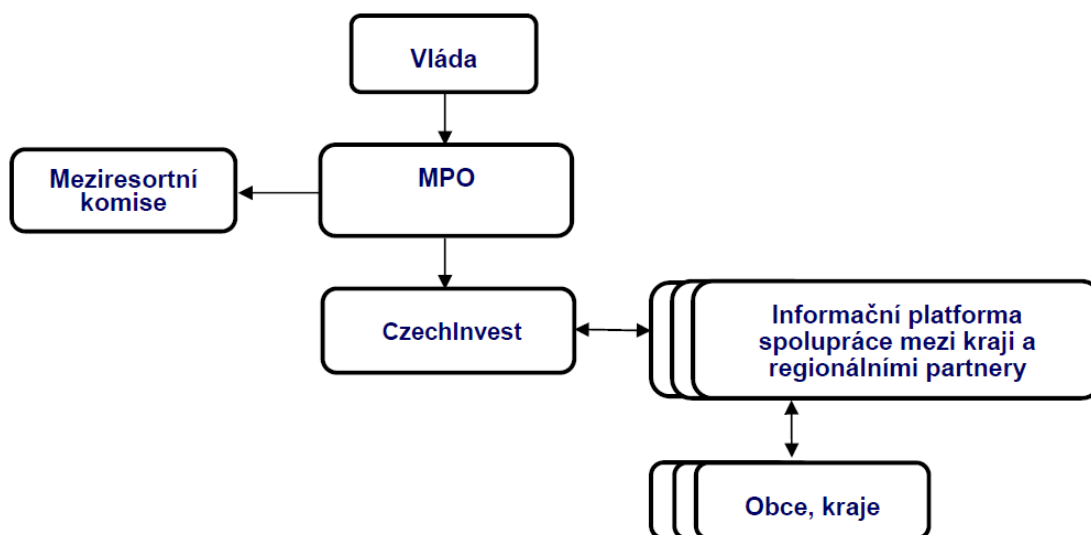 Vláda
MPO
Meziresortní
komise
CzechInvest
Informační platforma
spolupráce mezi kraji a
regionálními partnery
Obce, kraje